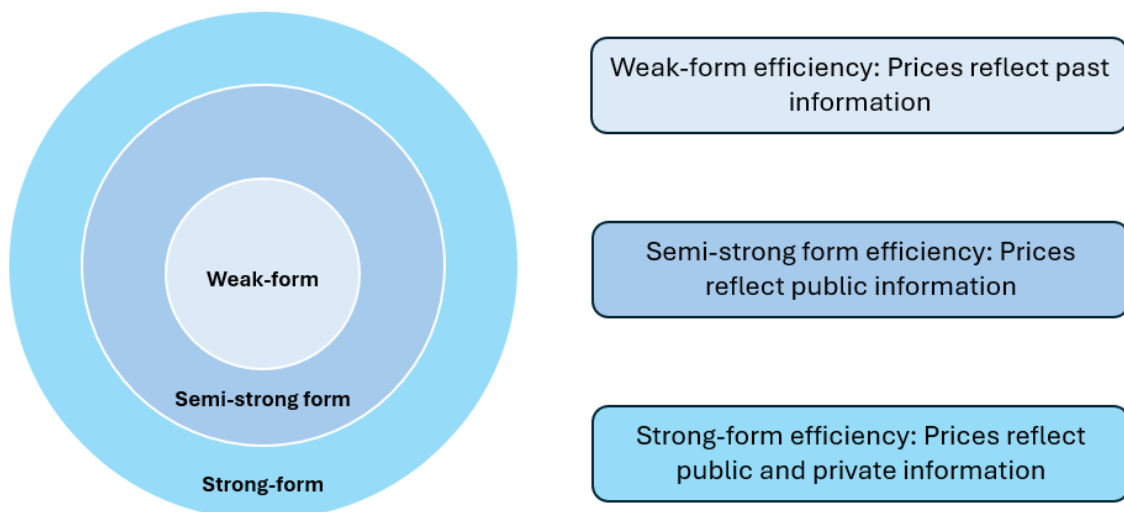 Weak-form
Semi-strong form
Strong-form
Weak-form efficiency: Prices reflect past
information
Semi-strong form efficiency: Prices
reflect public information
Strong-form efficiency: Prices reflect
public and private information